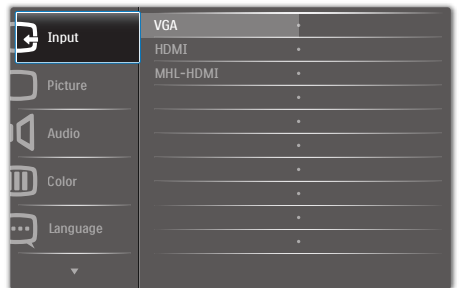 Input
Picture
Audio
Color
Language
VGA
HDMI
MHL-HDMI